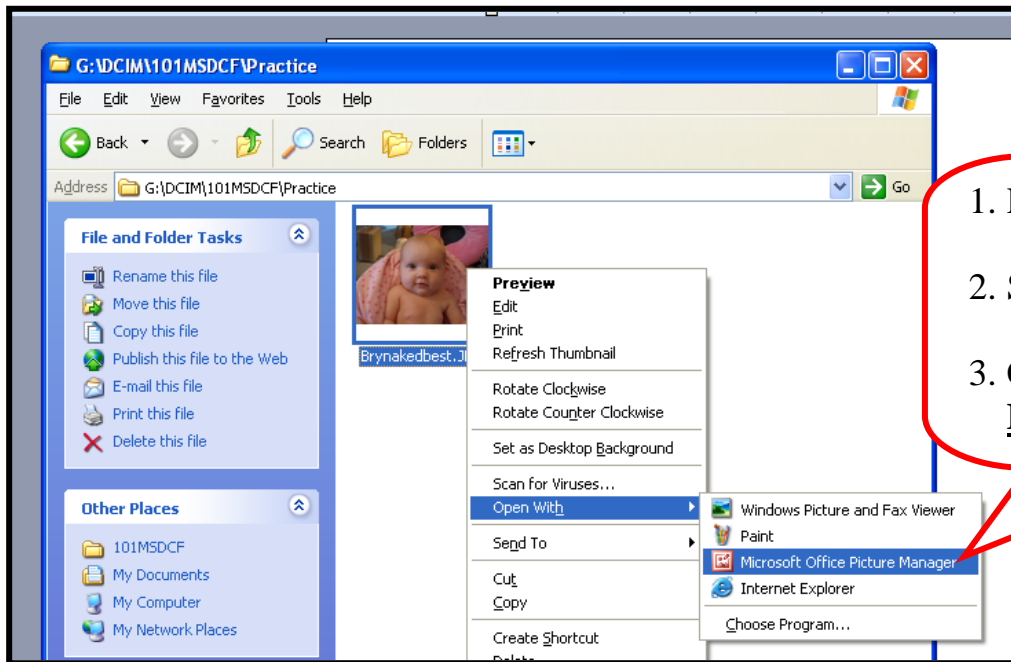 G:\DCIM\101MSDCF\Practice
File Edit View Favorites Tools Help
Back Search Folders
Address G:\DCIM\101MSDCF\Practice Go
File and Folder Tasks
Rename this file
Move this file
Copy this file
Publish this file to the Web
E-mail this file
Print this file
Delete this file
Other Places
101MSDCF
My Documents
My Computer
My Network Places
Preview
Edit
Print
Refresh Thumbnail
Rotate Clockwise
Rotate Counter Clockwise
Set as Desktop Background
Scan for Viruses...
Open With
Send To
Cut
Copy
Create Shortcut
Windows Picture and Fax Viewer
Paint
Microsoft Office Picture Manager
Internet Explorer
Choose Program...
1.
2.
3.